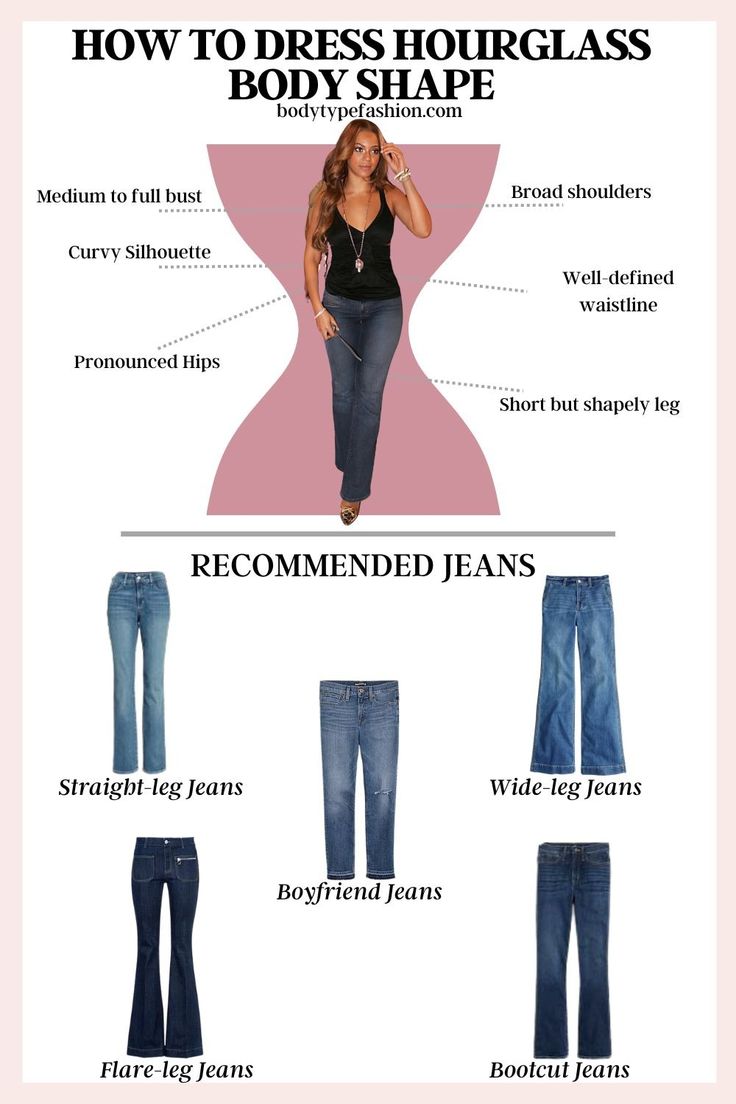 HOW TO DRESS HOURGLASS
BODY SHAPE
bodytypefashion.com
Medium to full bust
Broad shoulders
Curvy Silhouette
Well-defined
waistline
Pronounced Hips
Short but shapely leg
RECOMMENDED JEANS
Straight-leg Jeans
Wide-leg Jeans
Boyfriend Jeans
Flare-leg Jeans
Bootcut Jeans